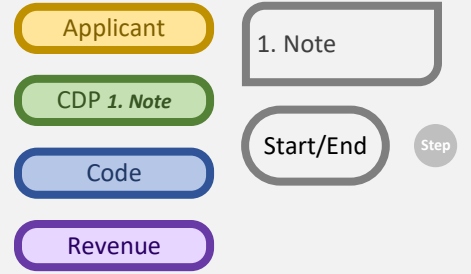 Applicant
CDP 1. Note
Code
Revenue
1. Note
Start/End
Step